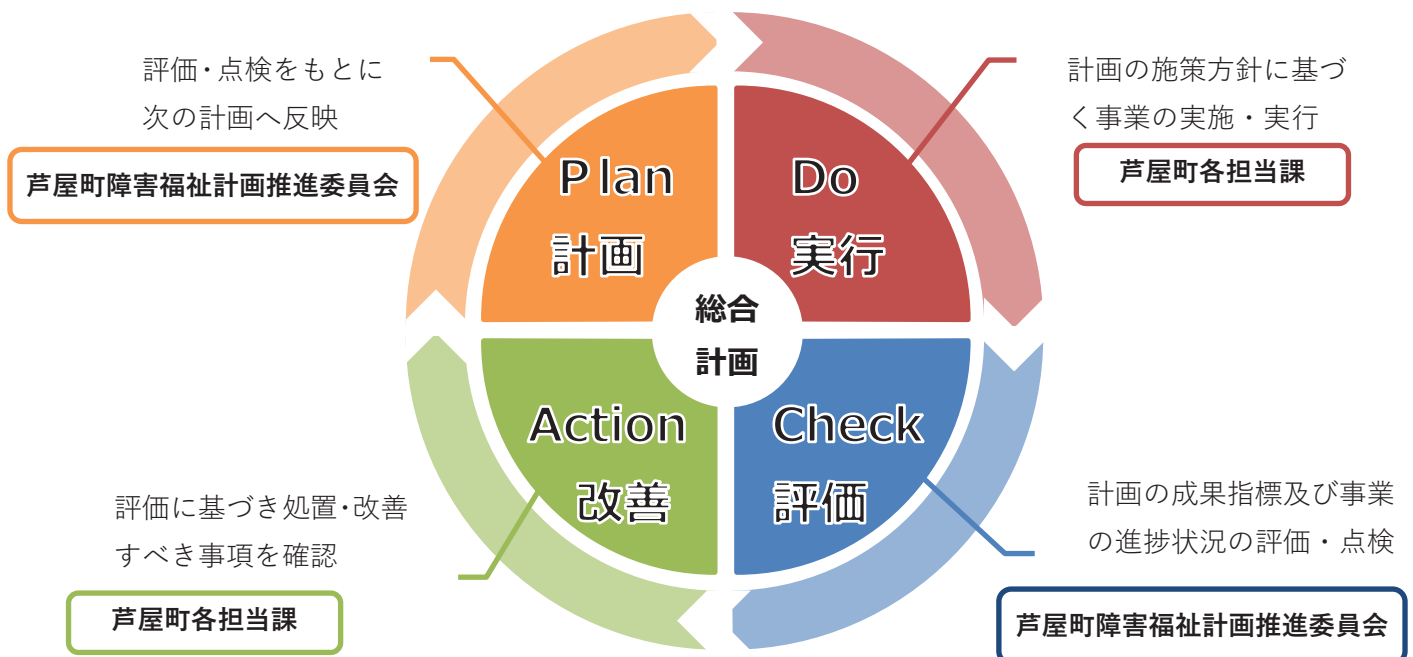 評価・点検をもとに
次の計画へ反映
芦屋町障害福祉計画推進委員会
Plan
計画
計画の施策方針に基づ
く事業の実施・実行
芦屋町各担当課
Do
実行
総合
計画
Action
改善
評価に基づき処置・改善
すべき事項を確認
芦屋町各担当課
Check
評価
計画の成果指標及び事業
の進捗状況の評価・点検
芦屋町障害福祉計画推進委員会